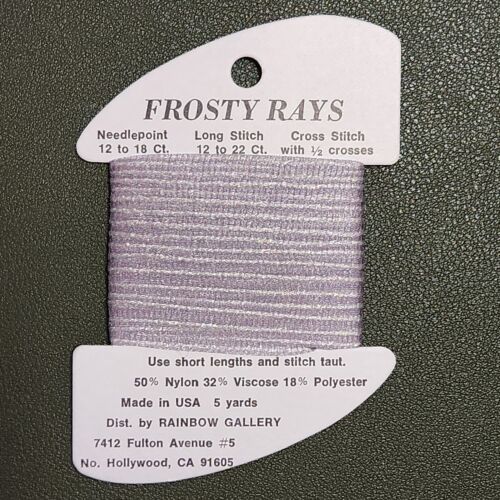 FROSTY RAYS
Needlepoint Long Stitch Cross Stitch
12 to 18 Ct. 12 to 22 Ct. with ½ crosses
Use short lengths and stitch taut.
50% Nylon 32% Viscose 18% Polyester
Made in USA 5 yards
Dist. by RAINBOW GALLERY
7412 Fulton Avenue #5
No. Hollywood, CA 91605